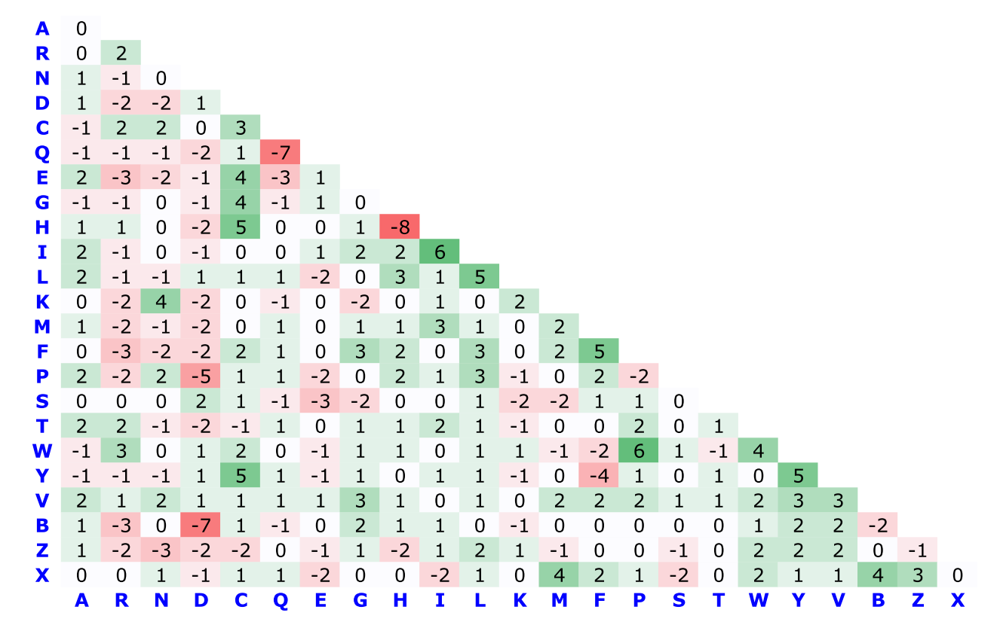 A 0
R 0 2
N 1 -1 0
D 1 -2 -2 1
C -1 2 2 0 3
Q -1 -1 -1 -2 1 -7
E 2 -3 -2 -1 4 -3 1
G -1 -1 0 -1 4 -1 1 0
H 1 1 0 -2 5 0 0 1 -8
I 2 -1 0 -1 0 0 1 2 2 6
L 2 -1 -1 1 1 1 -2 0 3 1 5
K 0 -2 4 -2 0 -1 0 -2 0 1 0 2
M 1 -2 -1 -2 0 1 0 1 1 3 1 0 2
F 0 -3 -2 -2 2 1 0 3 2 0 3 0 2 5
P 2 -2 2 -5 1 1 -2 0 2 1 3 -1 0 2 -2
S 0 0 0 2 1 -1 -3 -2 0 0 1 -2 -2 1 1 0
T 2 2 -1 -2 -1 1 0 1 1 2 1 -1 0 0 2 0 1
W -1 3 0 1 2 0 -1 1 1 0 1 1 -1 -2 6 1 -1 4
Y -1 -1 -1 1 5 1 -1 1 0 1 1 -1 0 -4 1 0 1 0 5
V 2 1 2 1 1 1 1 3 1 0 1 0 2 2 2 1 1 2 3 3
B 1 -3 0 -7 1 -1 0 2 1 1 0 -1 0 0 0 0 0 1 2 2 -2
Z 1 -2 -3 -2 -2 0 -1 1 -2 1 2 1 -1 0 0 -1 0 2 2 2 0 -1
X 0 0 1 -1 1 1 -2 0 0 -2 1 0 4 2 1 -2 0 2 1 1 4 3 0
A R N D C Q E G H I L K M F P S T W Y V B Z X